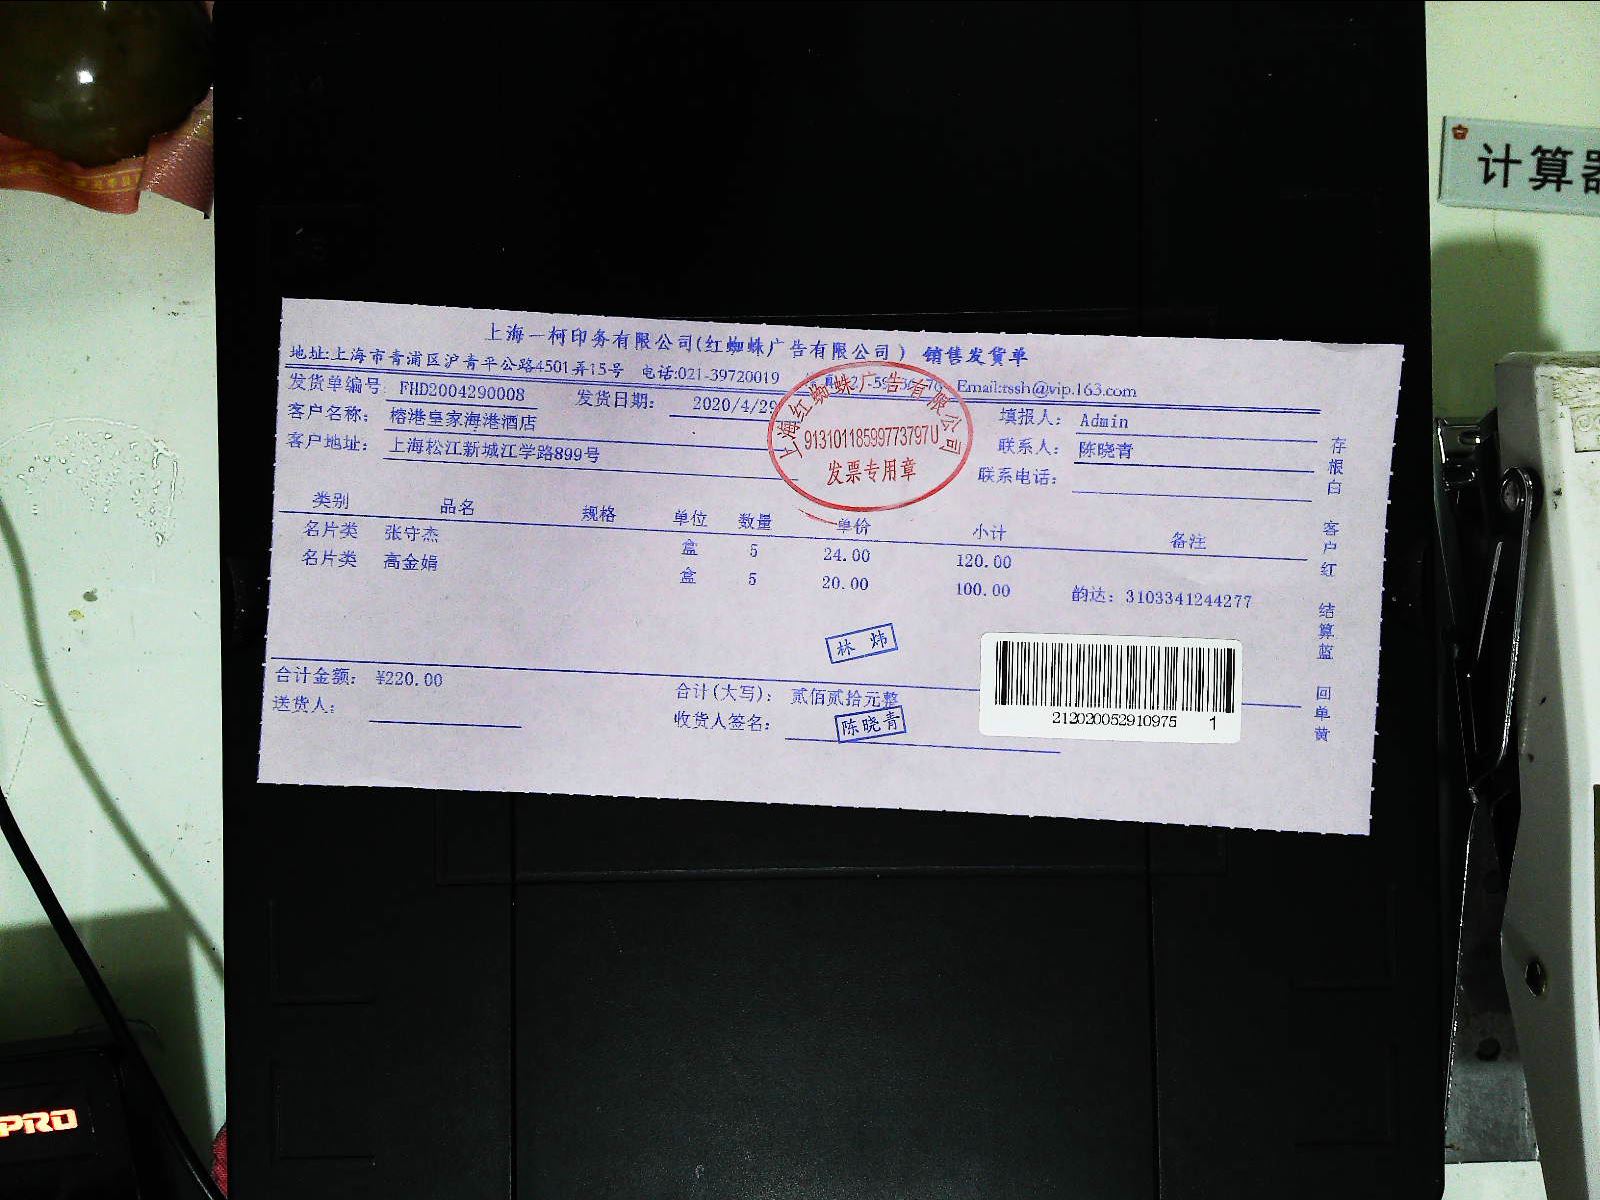 计算器
上海一柯印务有限公司(红蜘蛛广告有限公司) 销售发货单
地址:上海市青浦区沪青平公路4501弄15号 电话:021-39720019 Email:rssh@vip.163.com
发货单编号: FHD2004290008 发货日期: 2020/4/29 填报人: Admin
客户名称: 榕港皇家海港酒店 联系人: 陈晓青
客户地址: 上海松江新城江学路899号 联系电话:
上海红蜘蛛广告有限公司
91310118599773797U
发票专用章
类别 品名 规格 单位 数量 单价 小计 备注
名片类 张守杰 盒 5 24.00 120.00
名片类 高金娟 盒 5 20.00 100.00 韵达: 3103341244277
林 炜
合计金额: ¥220.00 合计(大写): 贰佰贰拾元整
送货人: 收货人签名: 陈晓青
212020052910975 1
存根白 客户红 结算蓝 回单黄
PRO